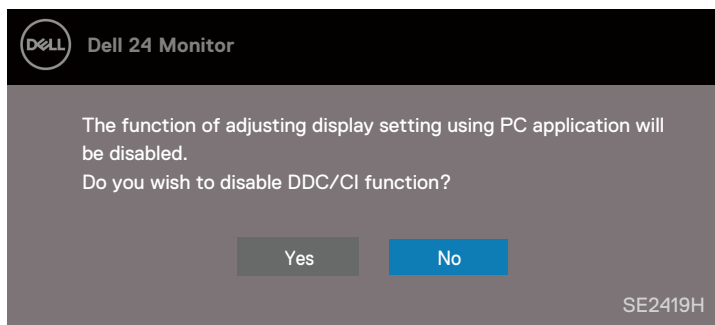 DELL Dell 24 Monitor
The function of adjusting display setting using PC application will
be disabled.
Do you wish to disable DDC/CI function?
Yes No
SE2419H